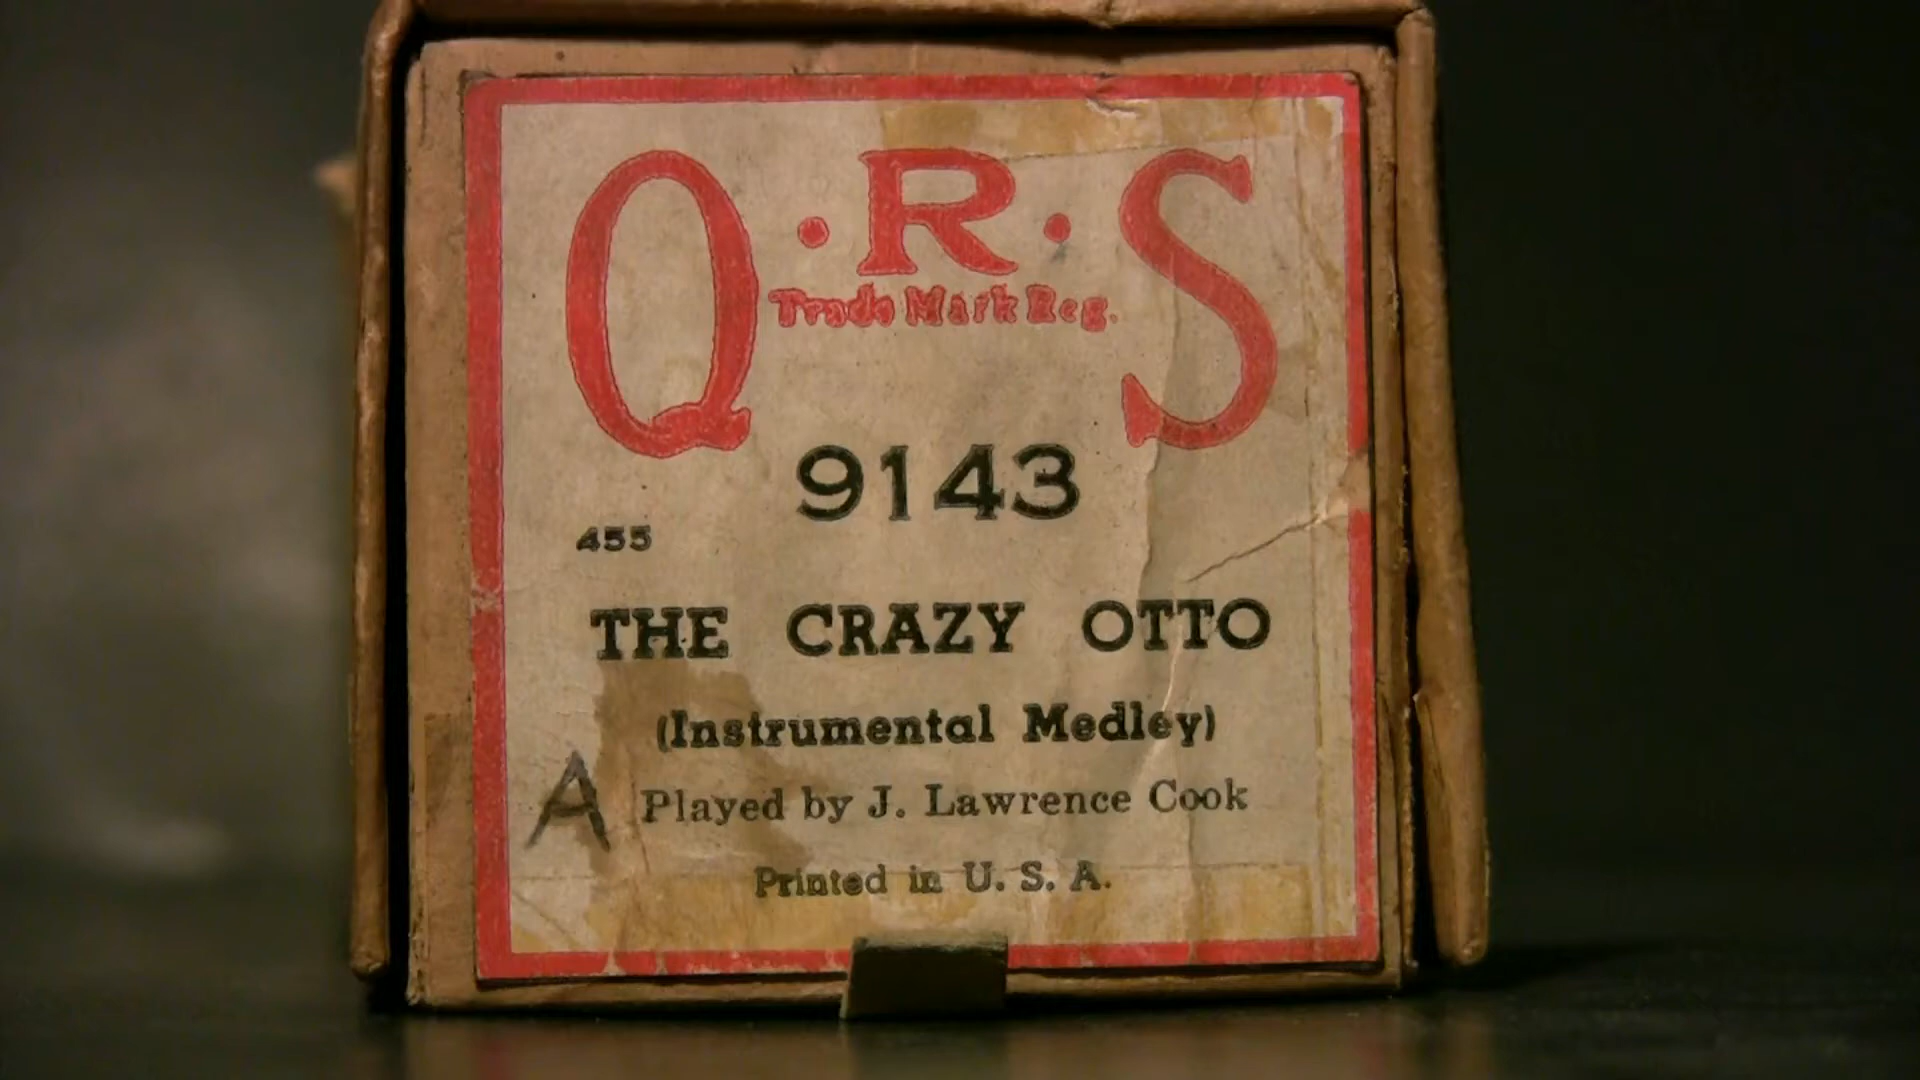 Q·R·S
Trade Mark Reg.
9143
455
THE CRAZY OTTO
(Instrumental Medley)
A
Played by J. Lawrence Cook
Printed in U. S. A.